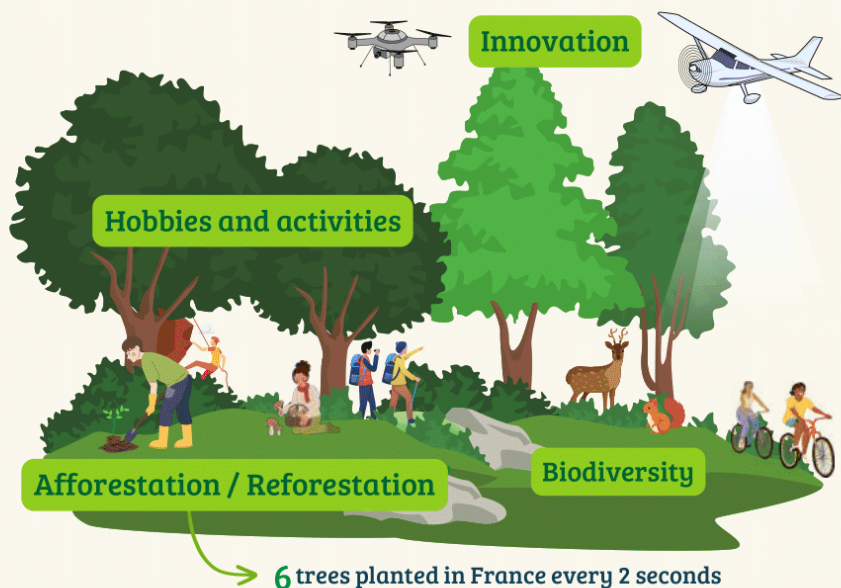 Innovation
Hobbies and activities
Afforestation / Reforestation
Biodiversity
6 trees planted in France every 2 seconds